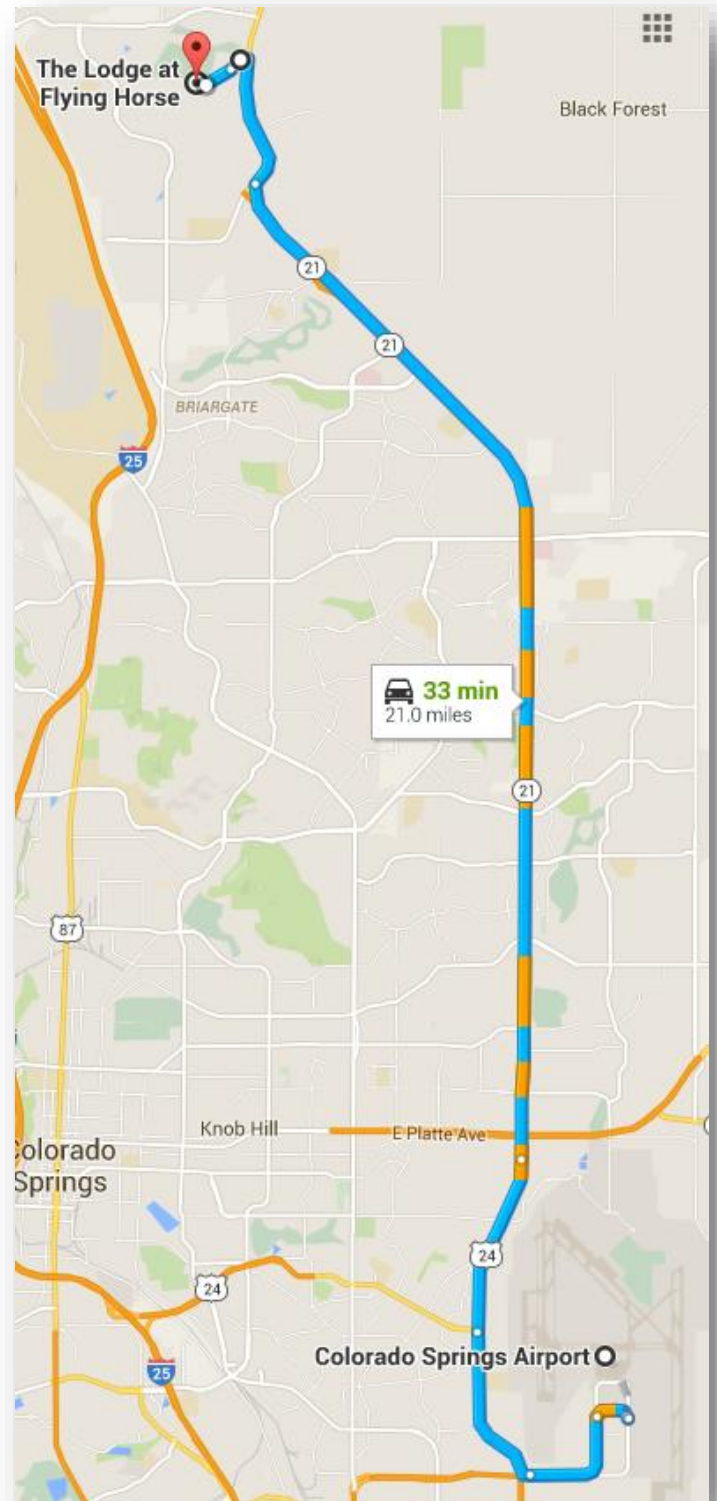 The Lodge at
Flying Horse
Black Forest
21
21
BRIARGATE
25
33 min
21.0 miles
21
87
Knob Hill
E Platte Ave
Colorado
Springs
24
24
Colorado Springs Airport
25